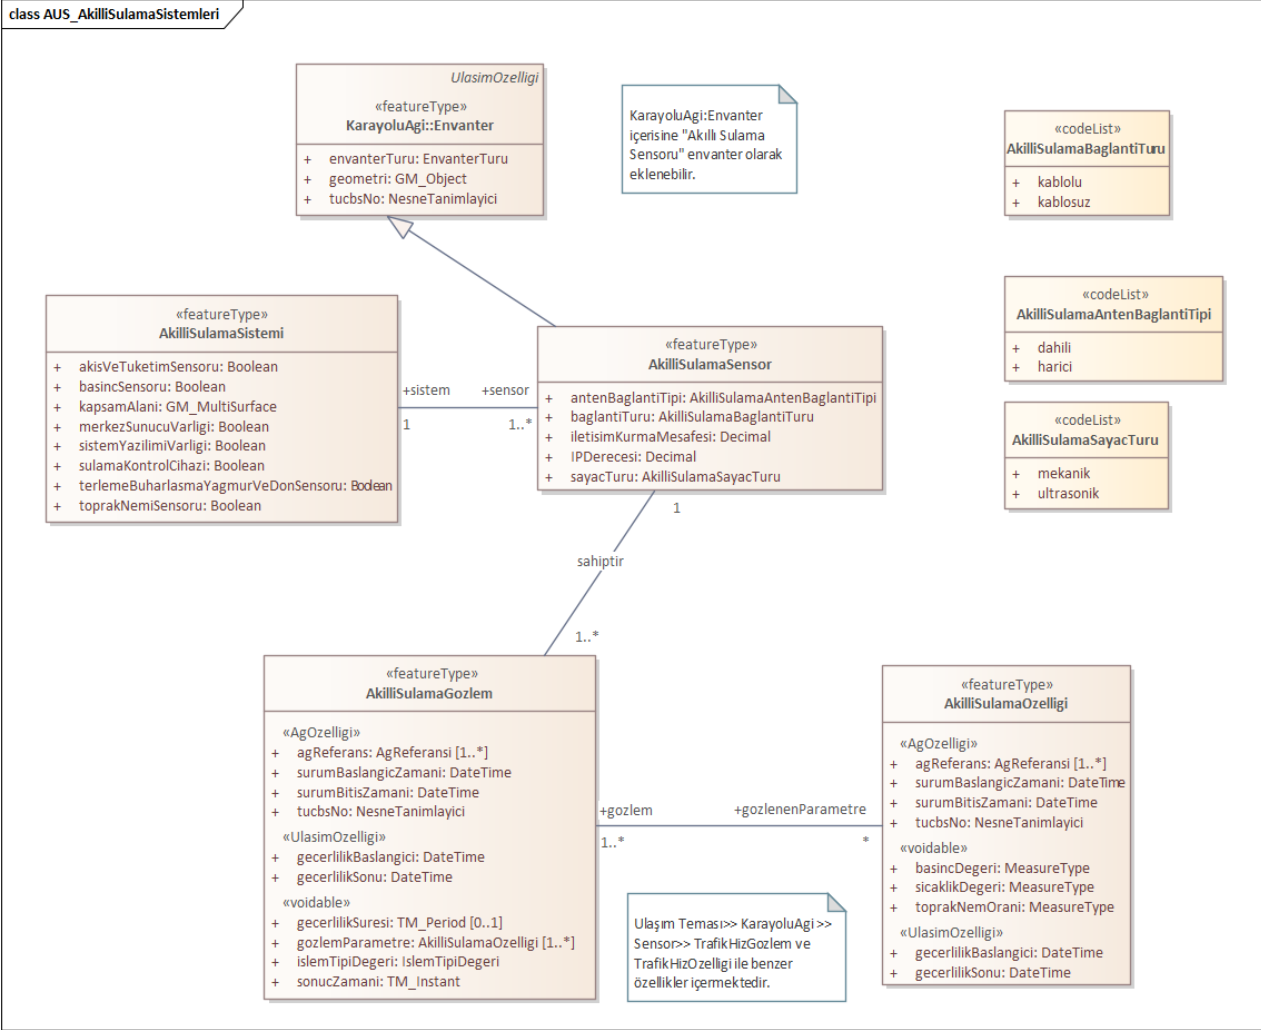 class AUS_AkilliSulamaSistemleri
UlasimOzelligi
«featureType»
KarayoluAgi::Envanter
+ envanterTuru: EnvanterTuru
+ geometri: GM_Object
+ tucbsNo: NesneTanimlayici
KarayoluAgi:Envanter
içerisine "Akıllı Sulama
Sensoru" envanter olarak
eklenebilir.
«codeList»
AkilliSulamaBaglantiTuru
+ kablolu
+ kablosuz
«codeList»
AkilliSulamaAntenBaglantiTipi
+ dahili
+ harici
«codeList»
AkilliSulamaSayacTuru
+ mekanik
+ ultrasonik
«featureType»
AkilliSulamaSistemi
+ akisVeTuketimSensoru: Boolean
+ basincSensoru: Boolean
+ kapsamAlani: GM_MultiSurface
+ merkezSunucuVarligi: Boolean
+ sistemYazilimiVarligi: Boolean
+ sulamaKontrolCihazi: Boolean
+ terlemeBuharlasmaYagmurVeDonSensoru: Boolean
+ toprakNemiSensoru: Boolean
+sistem
+sensor
1
1..*
«featureType»
AkilliSulamaSensor
+ antenBaglantiTipi: AkilliSulamaAntenBaglantiTipi
+ baglantiTuru: AkilliSulamaBaglantiTuru
+ iletisimKurmaMesafesi: Decimal
+ IPDerecesi: Decimal
+ sayacTuru: AkilliSulamaSayacTuru
1
sahiptir
1..*
«featureType»
AkilliSulamaGozlem
«AgOzelligi»
+ agReferans: AgReferansi [1..*]
+ surumBaslangicZamani: DateTime
+ surumBitisZamani: DateTime
+ tucbsNo: NesneTanimlayici
«UlasimOzelligi»
+ gecerlilikBaslangici: DateTime
+ gecerlilikSonu: DateTime
«voidable»
+ gecerlilikSuresi: TM_Period [0..1]
+ gozlemParametre: AkilliSulamaOzelligi [1..*]
+ islemTipiDegeri: IslemTipiDegeri
+ sonucZamani: TM_Instant
+gozlem
+gozlenenParametre
1..*
*
«featureType»
AkilliSulamaOzelligi
«AgOzelligi»
+ agReferans: AgReferansi [1..*]
+ surumBaslangicZamani: DateTime
+ surumBitisZamani: DateTime
+ tucbsNo: NesneTanimlayici
«voidable»
+ basincDegeri: MeasureType
+ sicaklikDegeri: MeasureType
+ toprakNemOrani: MeasureType
«UlasimOzelligi»
+ gecerlilikBaslangici: DateTime
+ gecerlilikSonu: DateTime
Ulaşım Teması>> KarayoluAgi >>
Sensor>> TrafikHizGozlem ve
TrafikHizOzelligi ile benzer
özellikler içermektedir.